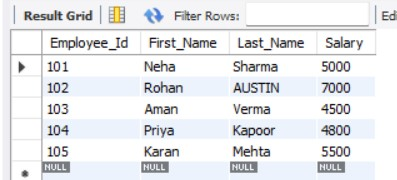 Result Grid Filter Rows: Edi
Employee_Id First_Name Last_Name Salary
101 Neha Sharma 5000
102 Rohan AUSTIN 7000
103 Aman Verma 4500
104 Priya Kapoor 4800
105 Karan Mehta 5500
NULL NULL NULL NULL